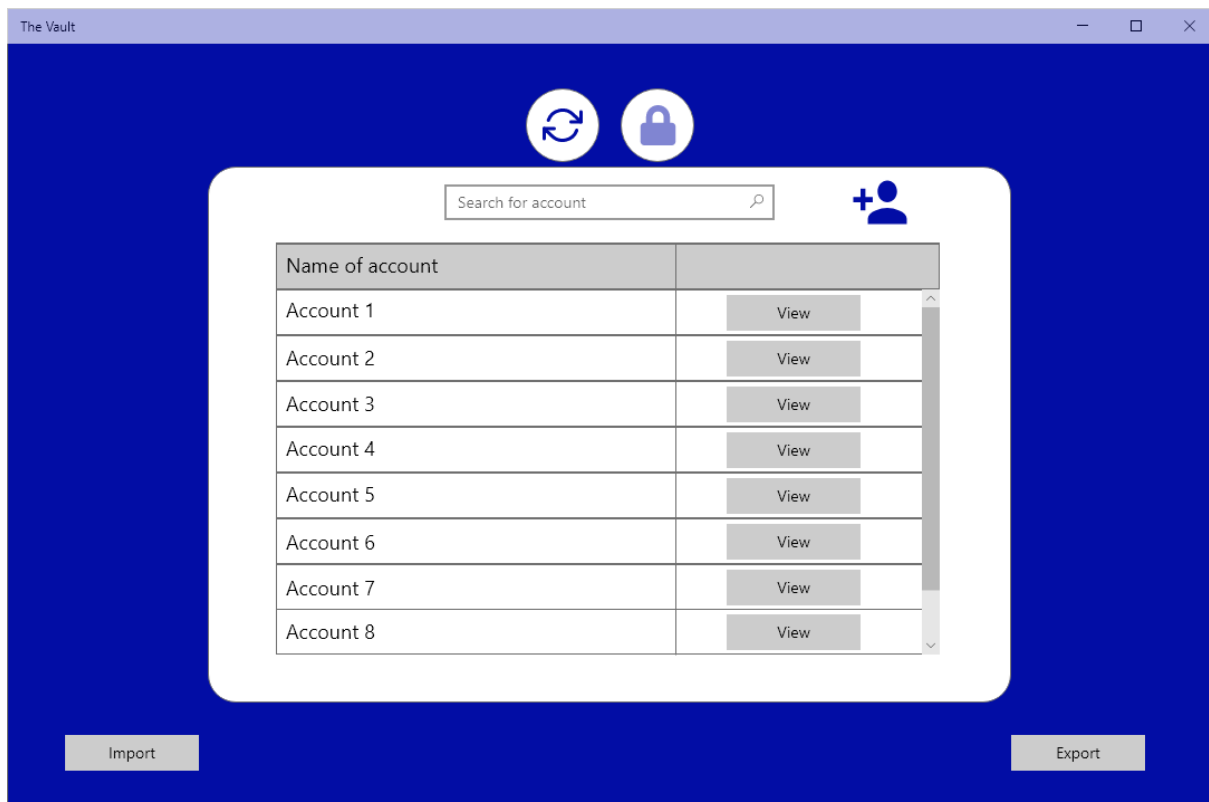 The Vault
Search for account
Name of account
Account 1 View
Account 2 View
Account 3 View
Account 4 View
Account 5 View
Account 6 View
Account 7 View
Account 8 View
Import Export